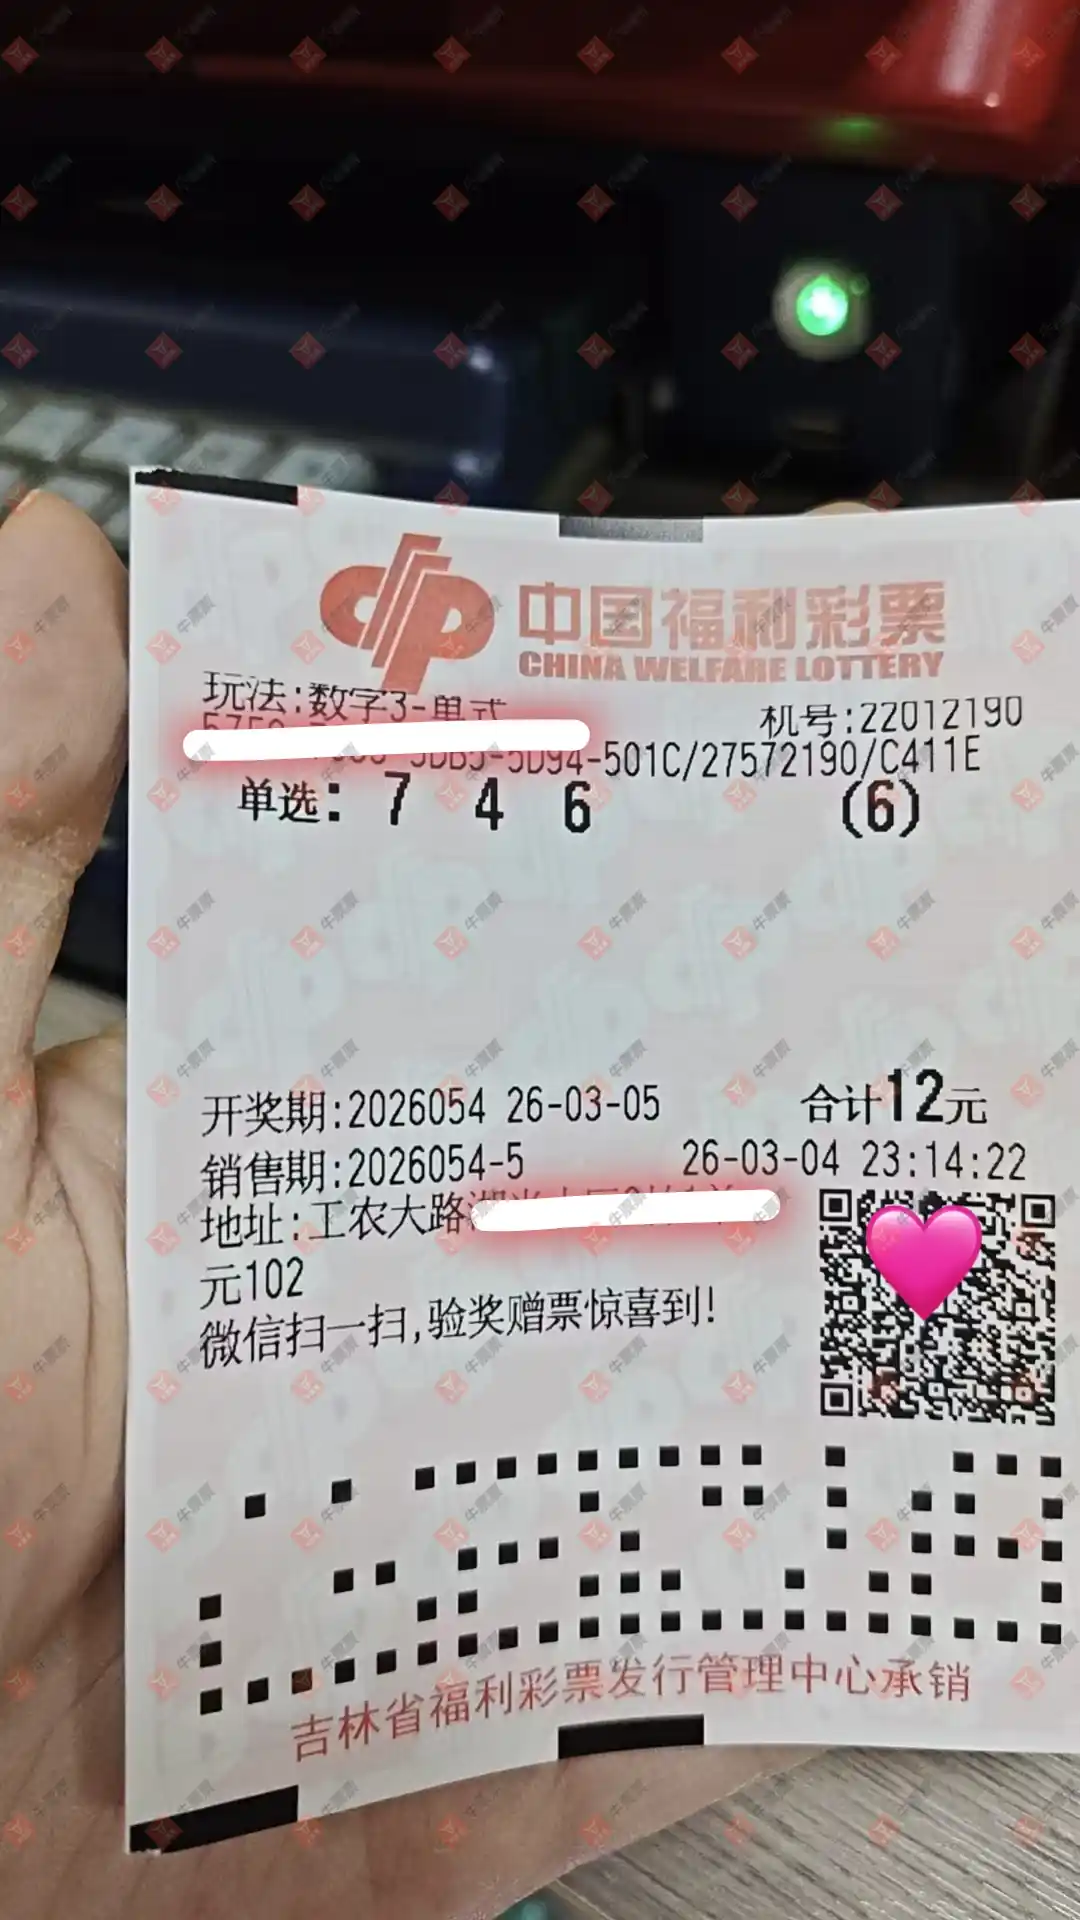 中国福利彩票
CHINA WELFARE LOTTERY
玩法:数字3-单式
机号:22012190
-5D94-501C/27572190/C411E
单选: 7 4 6 (6)
开奖期:2026054 26-03-05 合计12元
销售期:2026054-5 26-03-04 23:14:22
地址:工农大路
元102
微信扫一扫,验奖赠票惊喜到!
吉林省福利彩票发行管理中心承销
牛票票